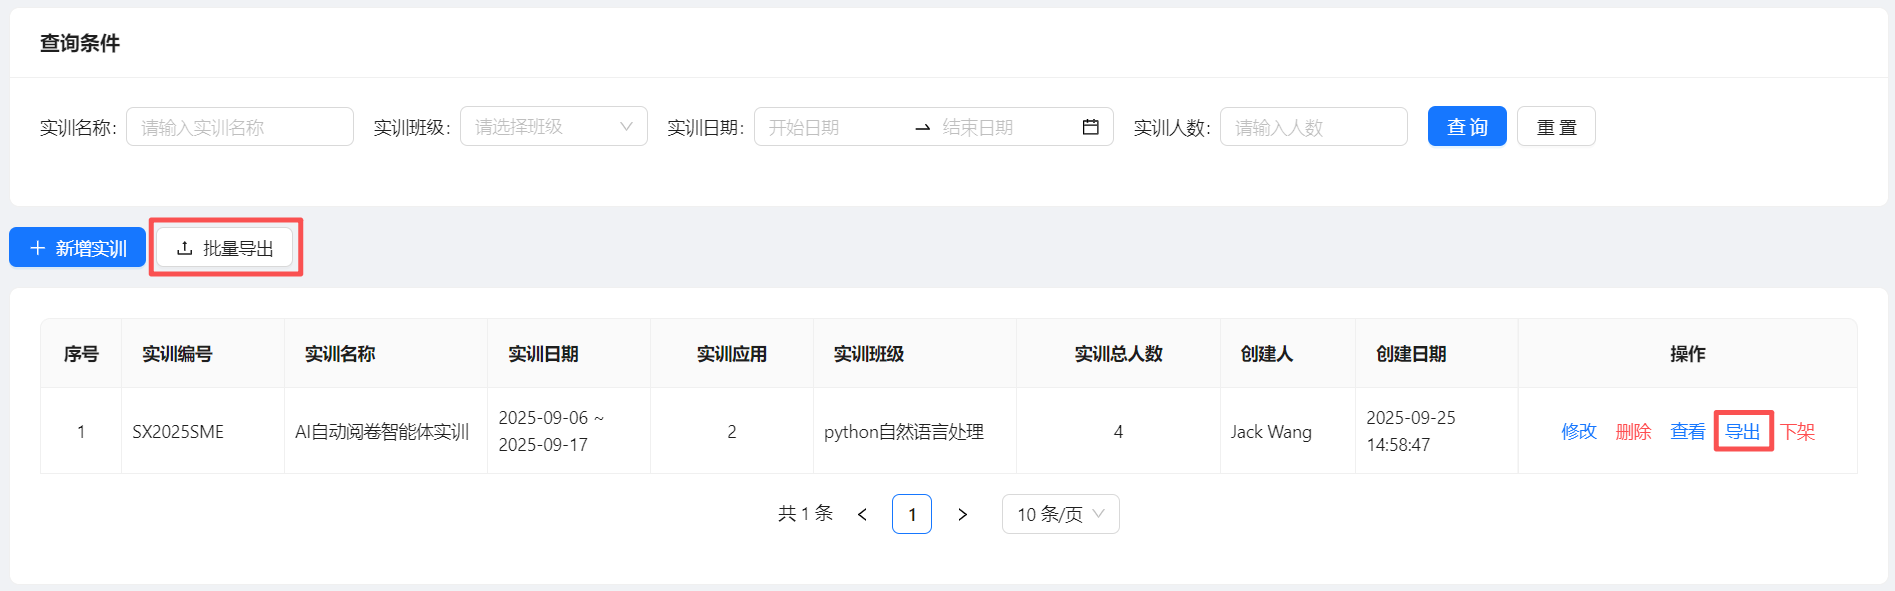 查询条件
实训名称: 请输入实训名称 实训班级: 请选择班级 实训日期: 开始日期 → 结束日期 实训人数: 请输入人数 查 询 重 置
+ 新增实训 批量导出
序号 实训编号 实训名称 实训日期 实训应用 实训班级 实训总人数 创建人 创建日期 操作
1 SX2025SME AI自动阅卷智能体实训 2025-09-06 ~ 2025-09-17 2 python自然语言处理 4 Jack Wang 2025-09-25 14:58:47 修改 删除 查看 导出 下架
共 1 条 < 1 > 10 条/页